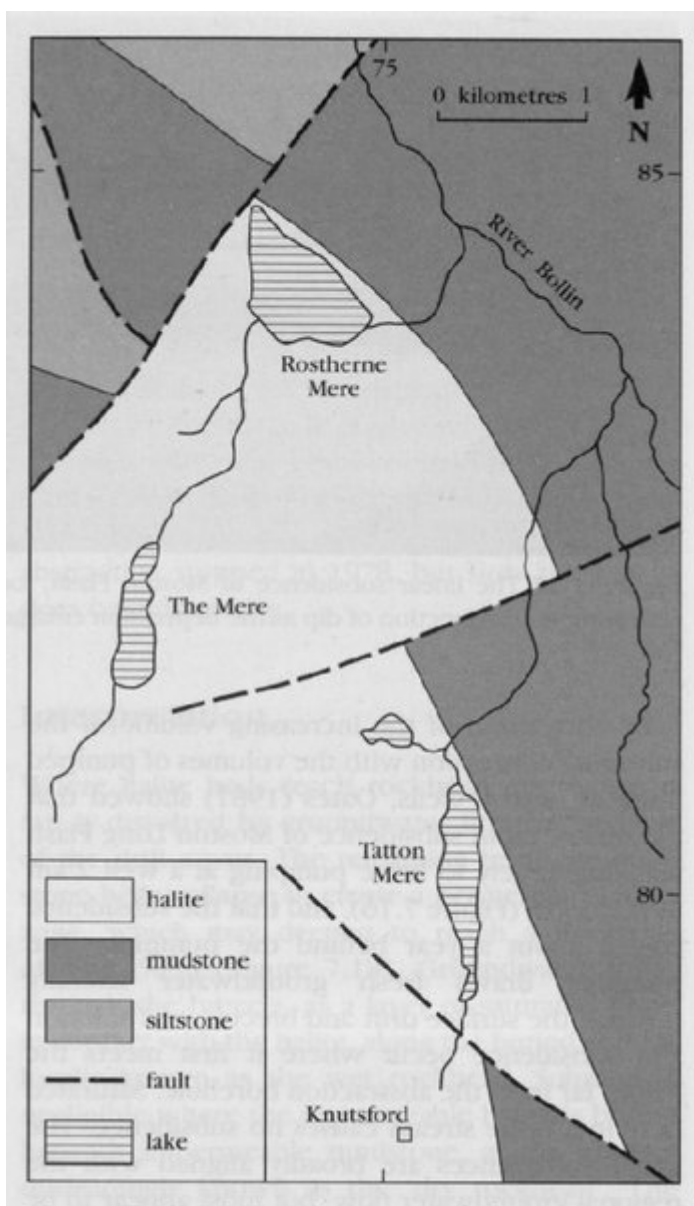 75
0 kilometres 1
N
85
River Bollin
Rostherne
Mere
The Mere
Tatton
Mere
80
halite
mudstone
siltstone
fault
lake
Knutsford